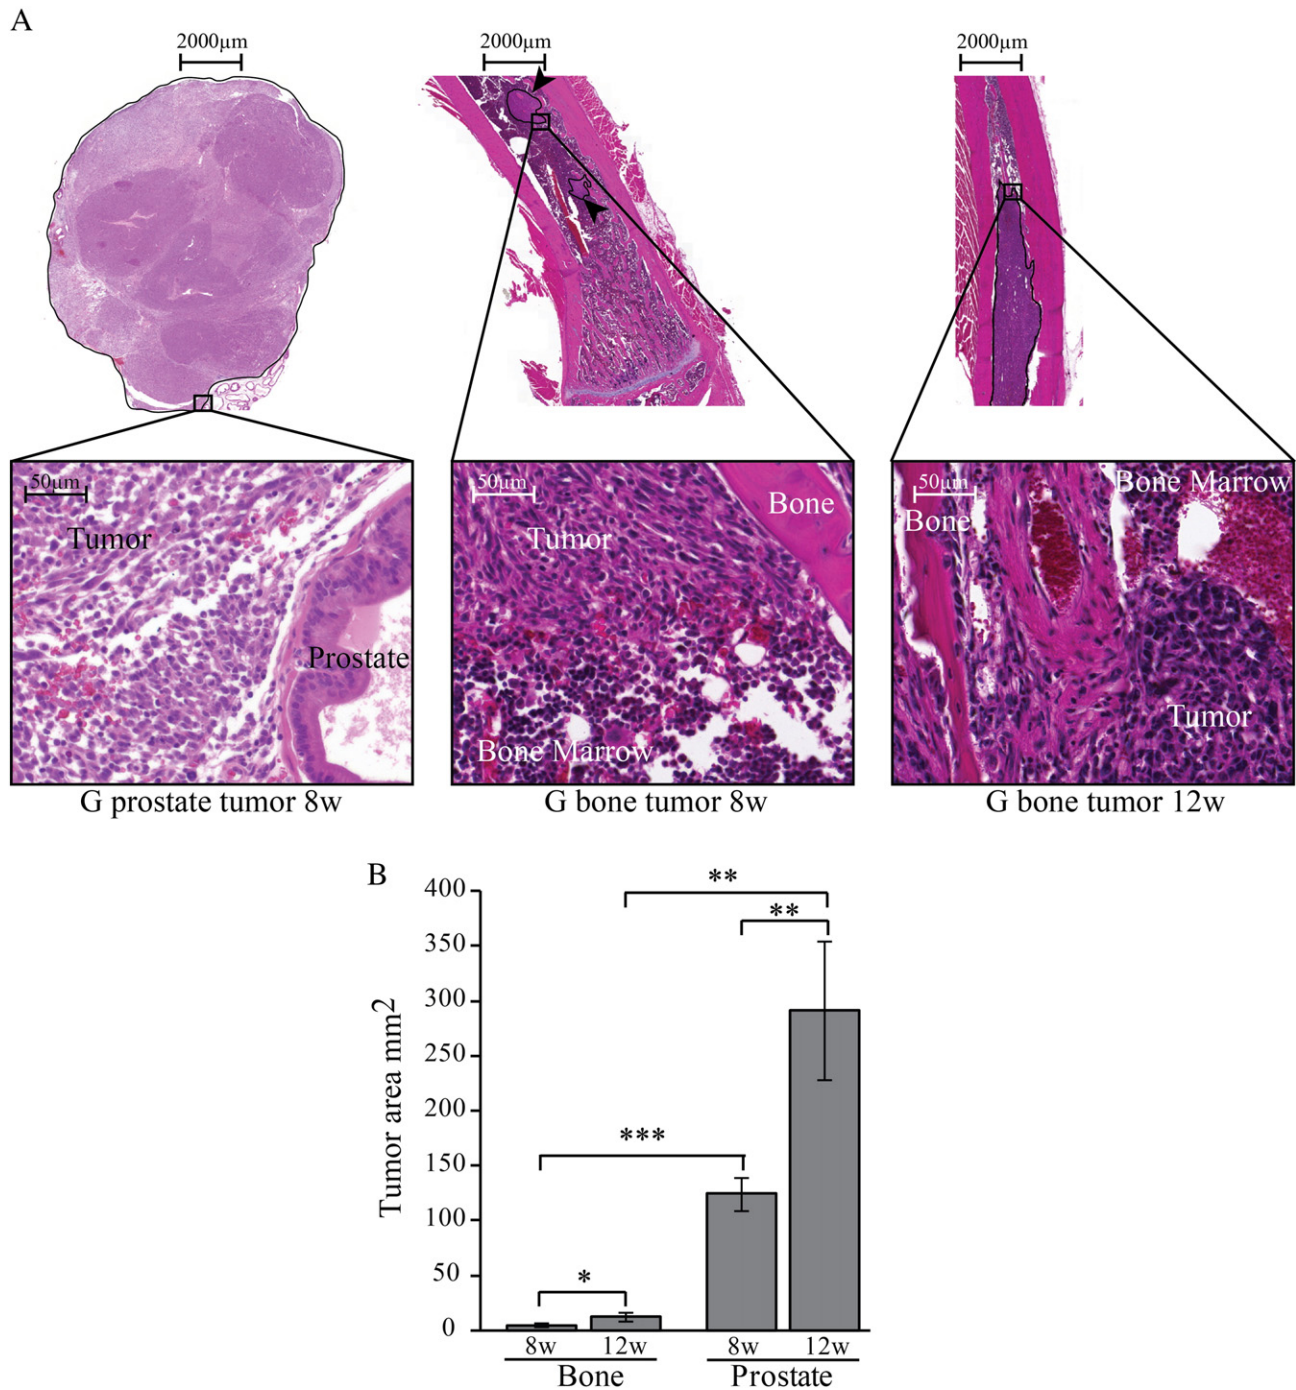 A
2000µm 2000µm 2000µm
50µm
Tumor
Prostate
G prostate tumor 8w
50µm
Bone
Tumor
Bone Marrow
G bone tumor 8w
Bone Marrow
50µm
Bone
Tumor
G bone tumor 12w
B
Tumor area mm2
400
350
300
250
200
150
100
50
0
**
**
***
*
8w 12w 8w 12w
Bone Prostate